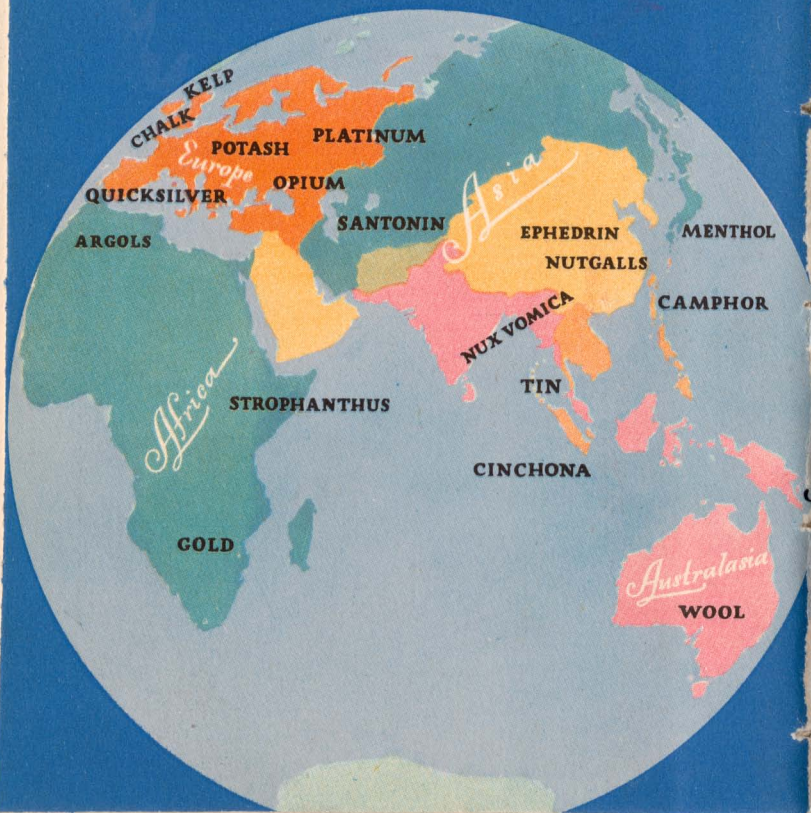 KELP
CHALK
POTASH
PLATINUM
Europe
OPIUM
QUICKSILVER
ARGOLS
SANTONIN
Asia
EPHEDRIN
MENTHOL
NUTGALLS
NUX VOMICA
CAMPHOR
TIN
Africa
STROPHANTHUS
CINCHONA
GOLD
Australasia
WOOL